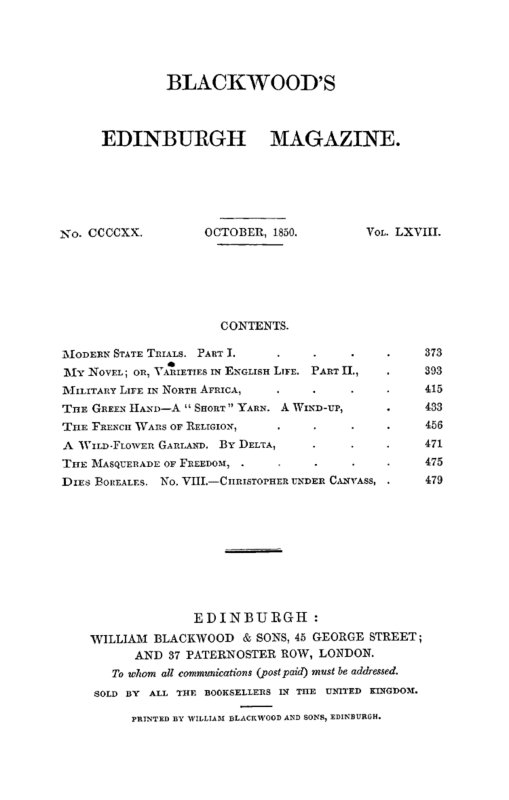 BLACKWOOD'S
EDINBURGH MAGAZINE.
No. CCCCXX. OCTOBER, 1850. Vol. LXVIII.
CONTENTS.
Modern State Trials. Part I. . . . . 373
My Novel; or, Varieties in English Life. Part II., . 393
Military Life in North Africa, . . . . 415
The Green Hand—A "Short" Yarn. A Wind-up, . 433
The French Wars of Religion, . . . . 456
A Wild-Flower Garland. By Delta, . . . 471
The Masquerade of Freedom, . . . . . 475
Dies Boreales. No. VIII.—Christopher under Canvass, . 479
EDINBURGH:
WILLIAM BLACKWOOD & SONS, 45 GEORGE STREET;
AND 37 PATERNOSTER ROW, LONDON.
To whom all communications (post paid) must be addressed.
SOLD BY ALL THE BOOKSELLERS IN THE UNITED KINGDOM.
PRINTED BY WILLIAM BLACKWOOD AND SONS, EDINBURGH.